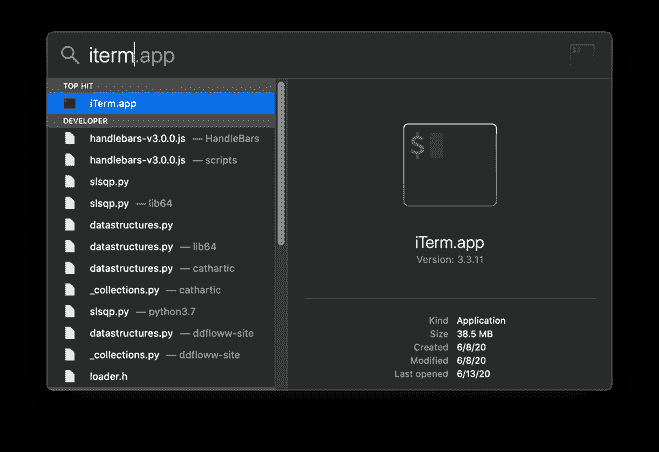 iterm.app
TOP HIT
iTerm.app
DEVELOPER
handlebars-v3.0.0.js — HandleBars
handlebars-v3.0.0.js — scripts
slsqp.py
slsqp.py — lib64
datastructures.py
datastructures.py — lib64
datastructures.py — cathartic
_collections.py — cathartic
slsqp.py — python3.7
datastructures.py — ddfloww-site
_collections.py — ddfloww-site
loader.h
$
iTerm.app
Version: 3.3.11
Kind Application
Size 38.5 MB
Created 6/8/20
Modified 6/8/20
Last opened 6/13/20